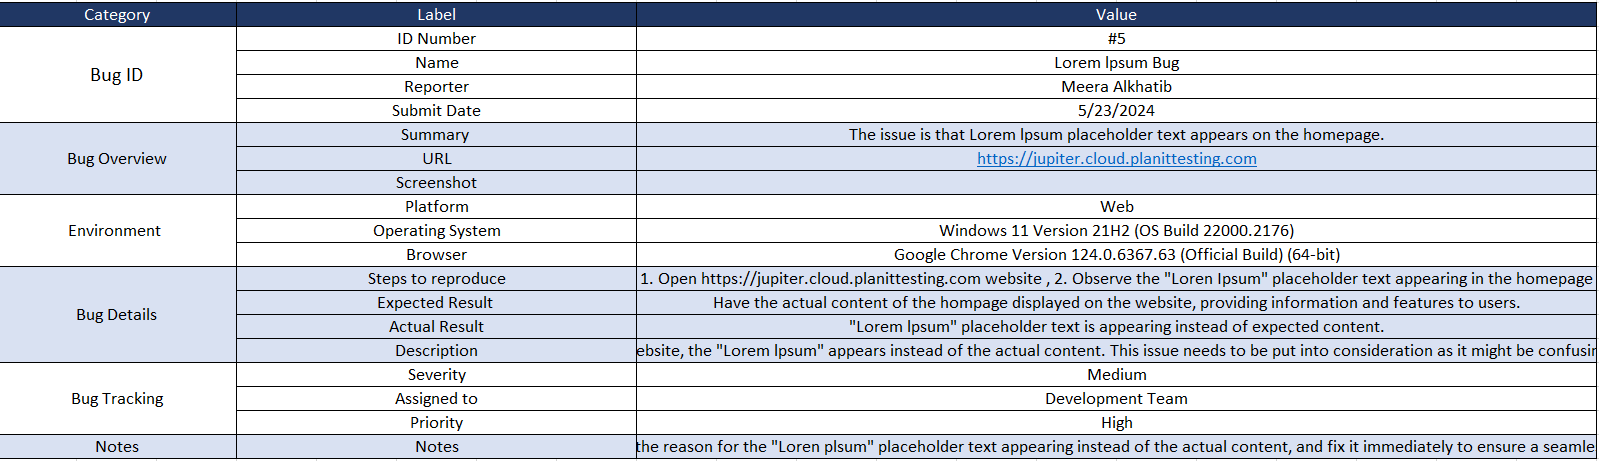 Category Label Value
Bug ID
ID Number #5
Name Lorem lpsum Bug
Reporter Meera Alkhatib
Submit Date 5/23/2024
Bug Overview
Summary The issue is that Lorem lpsum placeholder text appears on the homepage.
URL https://jupiter.cloud.planittesting.com
Screenshot
Environment
Platform Web
Operating System Windows 11 Version 21H2 (OS Build 22000.2176)
Browser Google Chrome Version 124.0.6367.63 (Official Build) (64-bit)
Bug Details
Steps to reproduce 1. Open https://jupiter.cloud.planittesting.com website , 2. Observe the "Loren Ipsum" placeholder text appearing in the homepage
Expected Result Have the actual content of the hompage displayed on the website, providing information and features to users.
Actual Result "Lorem lpsum" placeholder text is appearing instead of expected content.
Description ebsite, the "Lorem lpsum" appears instead of the actual content. This issue needs to be put into consideration as it might be confusin
Bug Tracking
Severity Medium
Assigned to Development Team
Priority High
Notes Notes the reason for the "Loren plsum" placeholder text appearing instead of the actual content, and fix it immediately to ensure a seamle